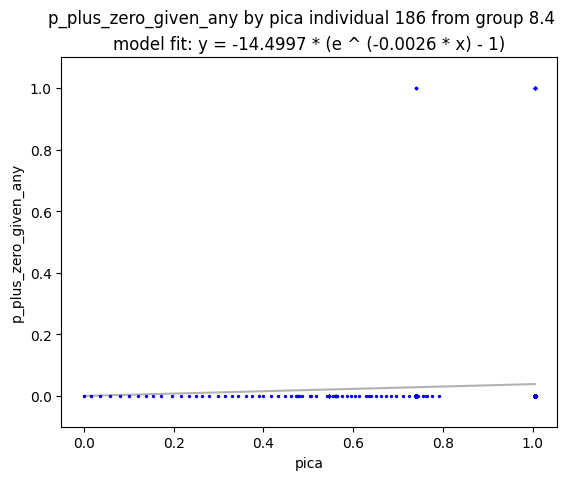 p_plus_zero_given_any by pica individual 186 from group 8.4
model fit: y = -14.4997 * (e ^ (-0.0026 * x) - 1)
1.0
0.8
0.6
0.4
0.2
0.0
p_plus_zero_given_any
0.0 0.2 0.4 0.6 0.8 1.0
pica